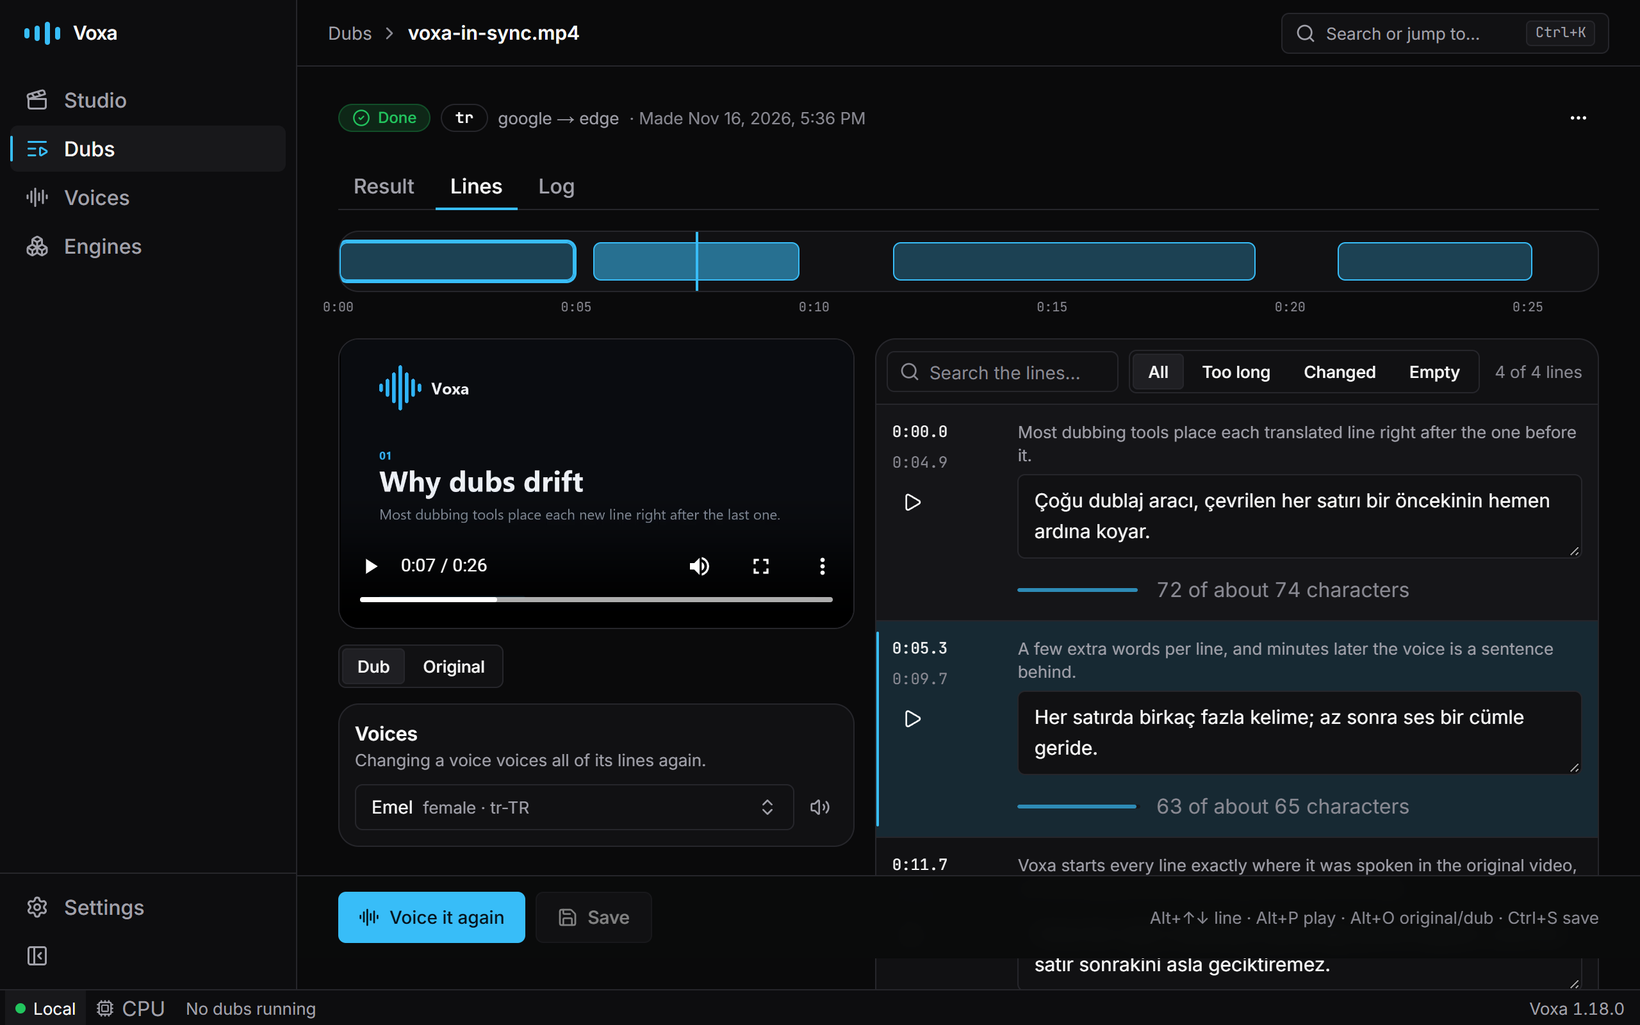 Voxa
Dubs > voxa-in-sync.mp4
Search or jump to...
Ctrl+K
Studio
Dubs
Voices
Engines
Done
tr
google → edge · Made Nov 16, 2026, 5:36 PM
Result
Lines
Log
0:00
0:05
0:10
0:15
0:20
0:25
Voxa
01
Why dubs drift
Most dubbing tools place each new line right after the last one.
0:07 / 0:26
Dub
Original
Voices
Changing a voice voices all of its lines again.
Emel female · tr-TR
Search the lines...
All
Too long
Changed
Empty
4 of 4 lines
0:00.0
0:04.9
Most dubbing tools place each translated line right after the one before
it.
Çoğu dublaj aracı, çevrilen her satırı bir öncekinin hemen
ardına koyar.
72 of about 74 characters
0:05.3
0:09.7
A few extra words per line, and minutes later the voice is a sentence
behind.
Her satırda birkaç fazla kelime; az sonra ses bir cümle
geride.
63 of about 65 characters
0:11.7
Voxa starts every line exactly where it was spoken in the original video,
satır sonrakini asla geciktiremez.
Voice it again
Save
Alt+↑↓ line · Alt+P play · Alt+O original/dub · Ctrl+S save
Settings
Local
CPU
No dubs running
Voxa 1.18.0